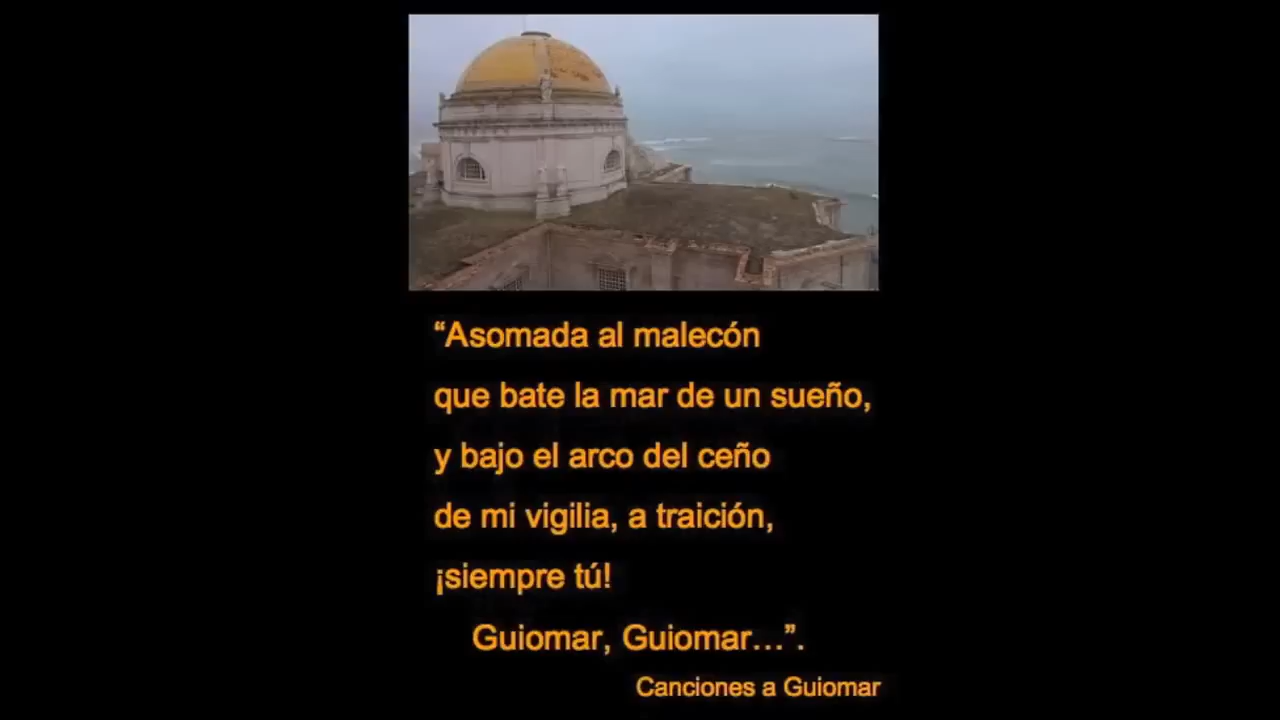 “Asomada al malecón
que bate la mar de un sueño,
y bajo el arco del ceño
de mi vigilia, a traición,
¡siempre tú!
Guiomar, Guiomar...”.
Canciones a Guiomar